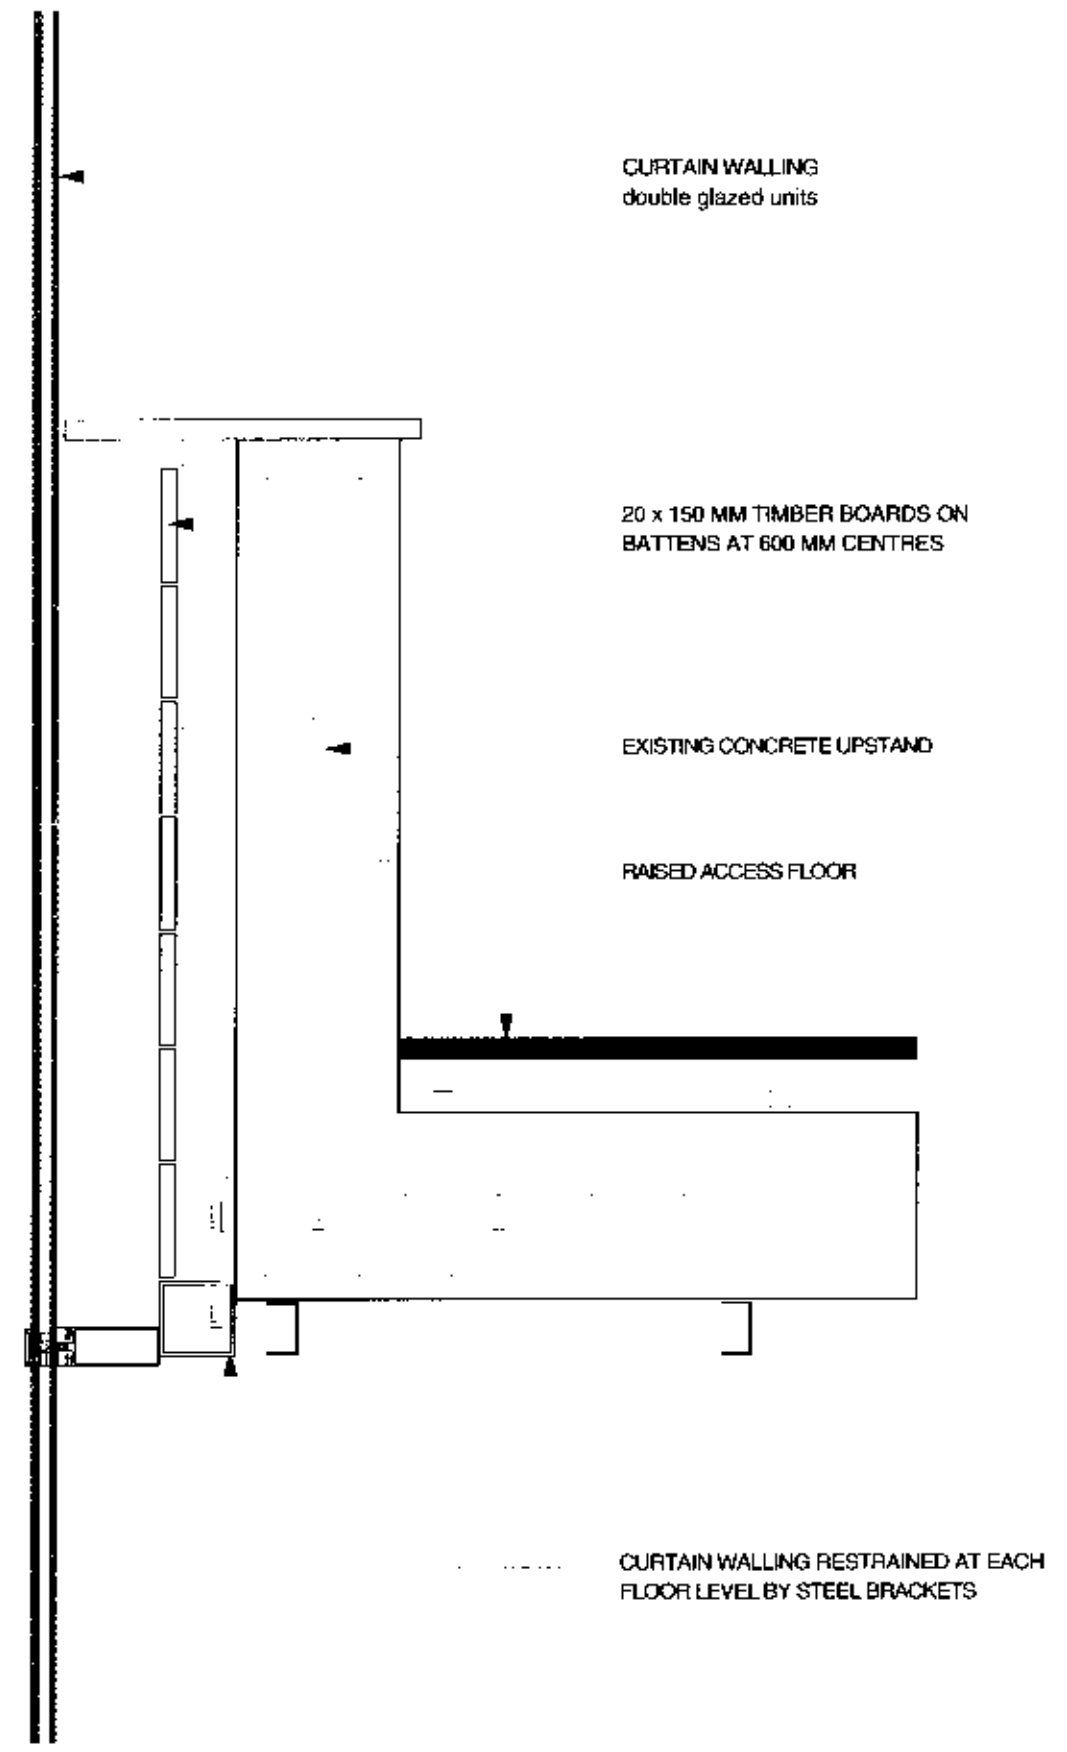 CURTAIN WALLING
double glazed units
20 x 150 MM TIMBER BOARDS ON
BATTENS AT 600 MM CENTRES
EXISTING CONCRETE UPSTAND
RAISED ACCESS FLOOR
CURTAIN WALLING RESTRAINED AT EACH
FLOOR LEVEL BY STEEL BRACKETS